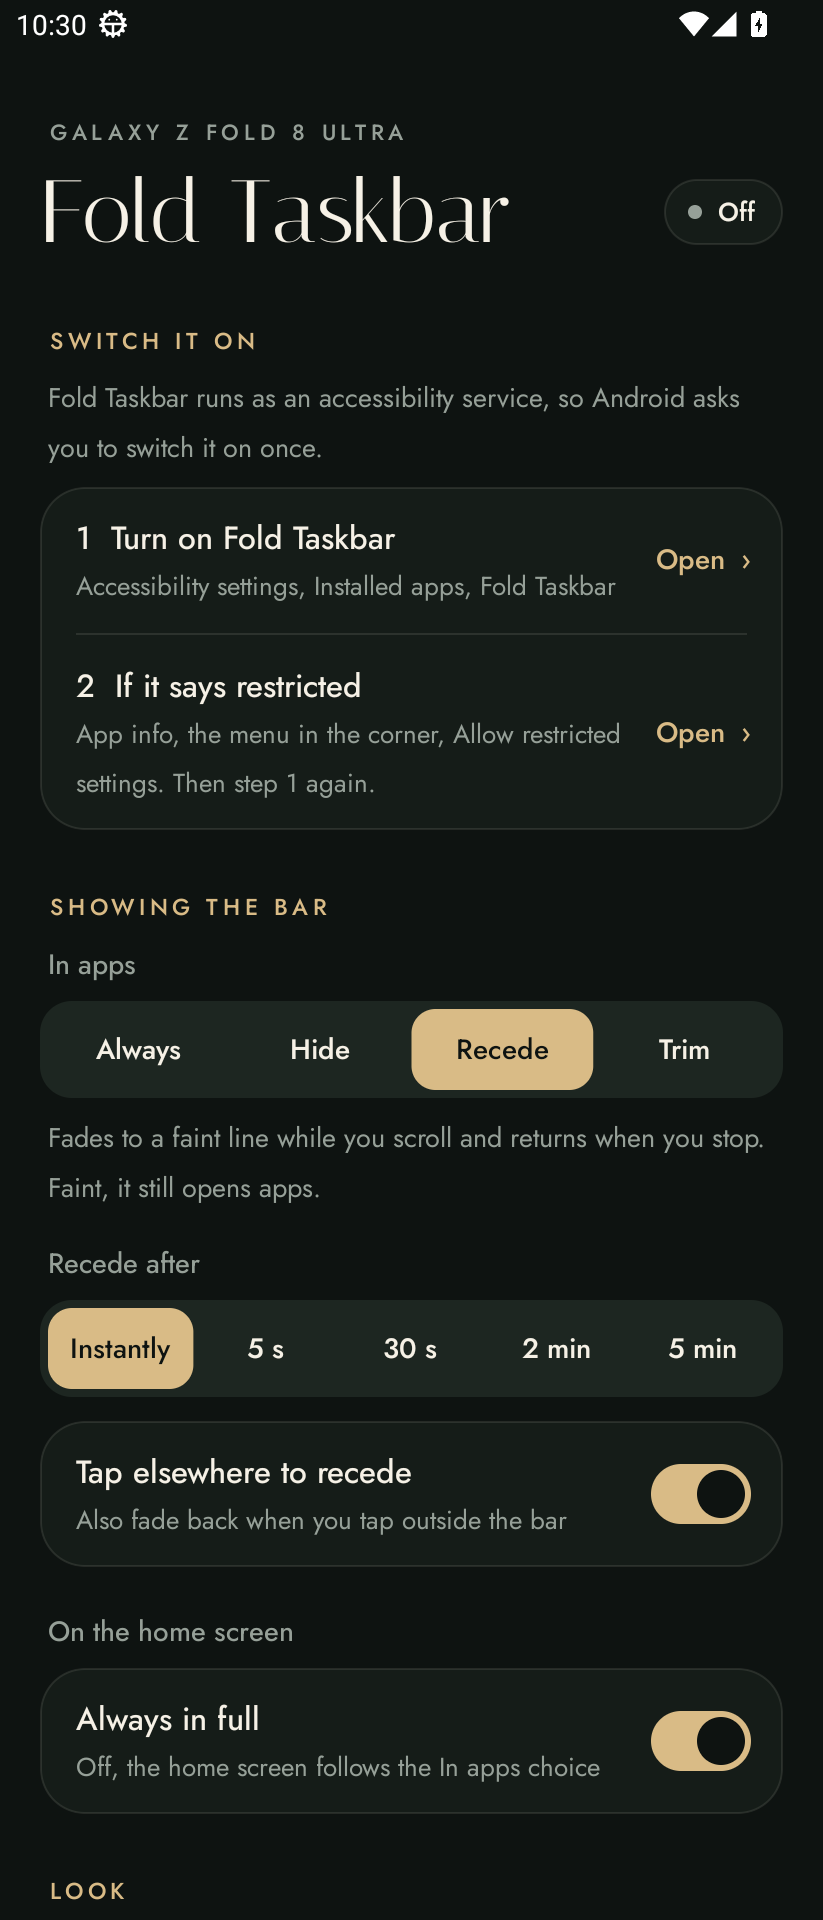 10:30
GALAXY Z FOLD 8 ULTRA
Fold Taskbar
Off
SWITCH IT ON
Fold Taskbar runs as an accessibility service, so Android asks
you to switch it on once.
1 Turn on Fold Taskbar
Accessibility settings, Installed apps, Fold Taskbar
Open ›
2 If it says restricted
App info, the menu in the corner, Allow restricted
settings. Then step 1 again.
Open ›
SHOWING THE BAR
In apps
Always Hide Recede Trim
Fades to a faint line while you scroll and returns when you stop.
Faint, it still opens apps.
Recede after
Instantly 5 s 30 s 2 min 5 min
Tap elsewhere to recede
Also fade back when you tap outside the bar
On the home screen
Always in full
Off, the home screen follows the In apps choice
LOOK